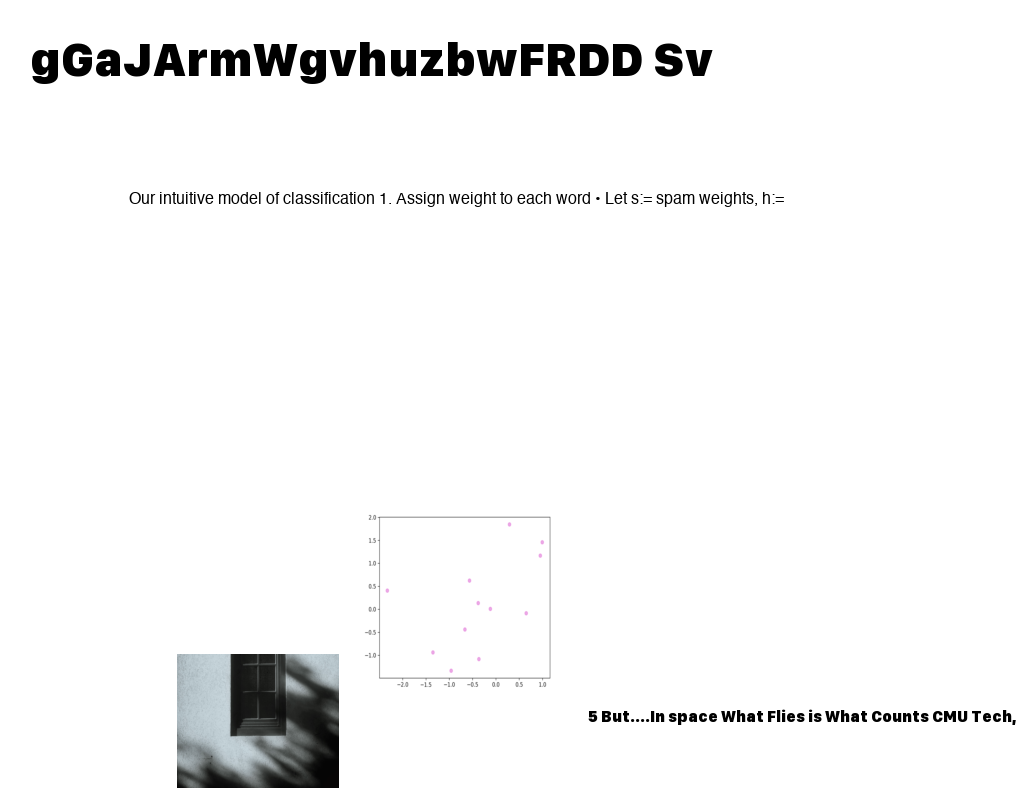 gGaJArmWgvhuzbwFRDD Sv
Our intuitive model of classification 1. Assign weight to each word • Let s:= spam weights, h:=
2.0
1.5
1.0
0.5
0.0
−0.5
−1.0
−2.0 −1.5 −1.0 −0.5 0.0 0.5 1.0
5 But....In space What Flies is What Counts CMU Tech,